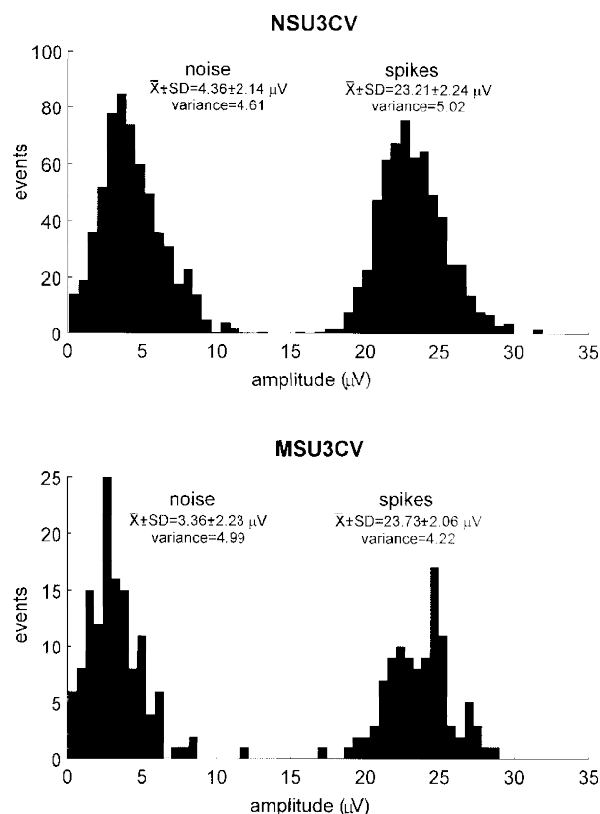 NSU3CV
noise
X̄±SD=4.36±2.14 µV
variance=4.61
spikes
X̄±SD=23.21±2.24 µV
variance=5.02
events
100
80
60
40
20
0
0 5 10 15 20 25 30 35
amplitude (µV)
MSU3CV
noise
X̄±SD=3.36±2.23 µV
variance=4.99
spikes
X̄±SD=23.73±2.06 µV
variance=4.22
events
25
20
15
10
5
0
0 5 10 15 20 25 30 35
amplitude (µV)